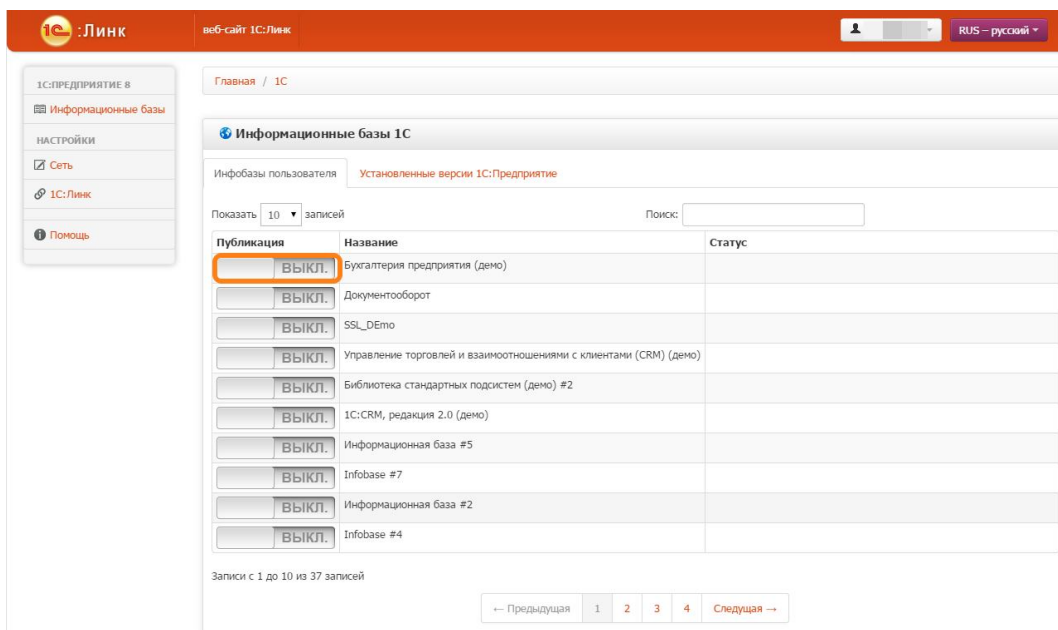 1С :Линк
веб-сайт 1С:Линк
RUS – русский
1С:ПРЕДПРИЯТИЕ 8
Информационные базы
НАСТРОЙКИ
Сеть
1С:Линк
Помощь
Главная / 1С
Информационные базы 1С
Инфобазы пользователя Установленные версии 1С:Предприятие
Показать 10 записей Поиск:
Публикация Название Статус
ВЫКЛ. Бухгалтерия предприятия (демо)
ВЫКЛ. Документооборот
ВЫКЛ. SSL_DEmo
ВЫКЛ. Управление торговлей и взаимоотношениями с клиентами (CRM) (демо)
ВЫКЛ. Библиотека стандартных подсистем (демо) #2
ВЫКЛ. 1С:CRM, редакция 2.0 (демо)
ВЫКЛ. Информационная база #5
ВЫКЛ. Infobase #7
ВЫКЛ. Информационная база #2
ВЫКЛ. Infobase #4
Записи с 1 до 10 из 37 записей
← Предыдущая 1 2 3 4 Следущая →